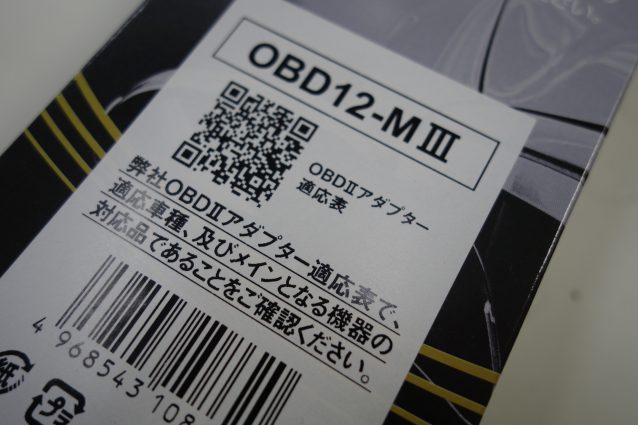 OBD12-MⅢ
OBDⅡアダプター
適応表
弊社OBDⅡアダプター適応表で、
適応車種、及びメインとなる機器の
対応品であることをご確認ください。
4 968543 108
紙
プラ